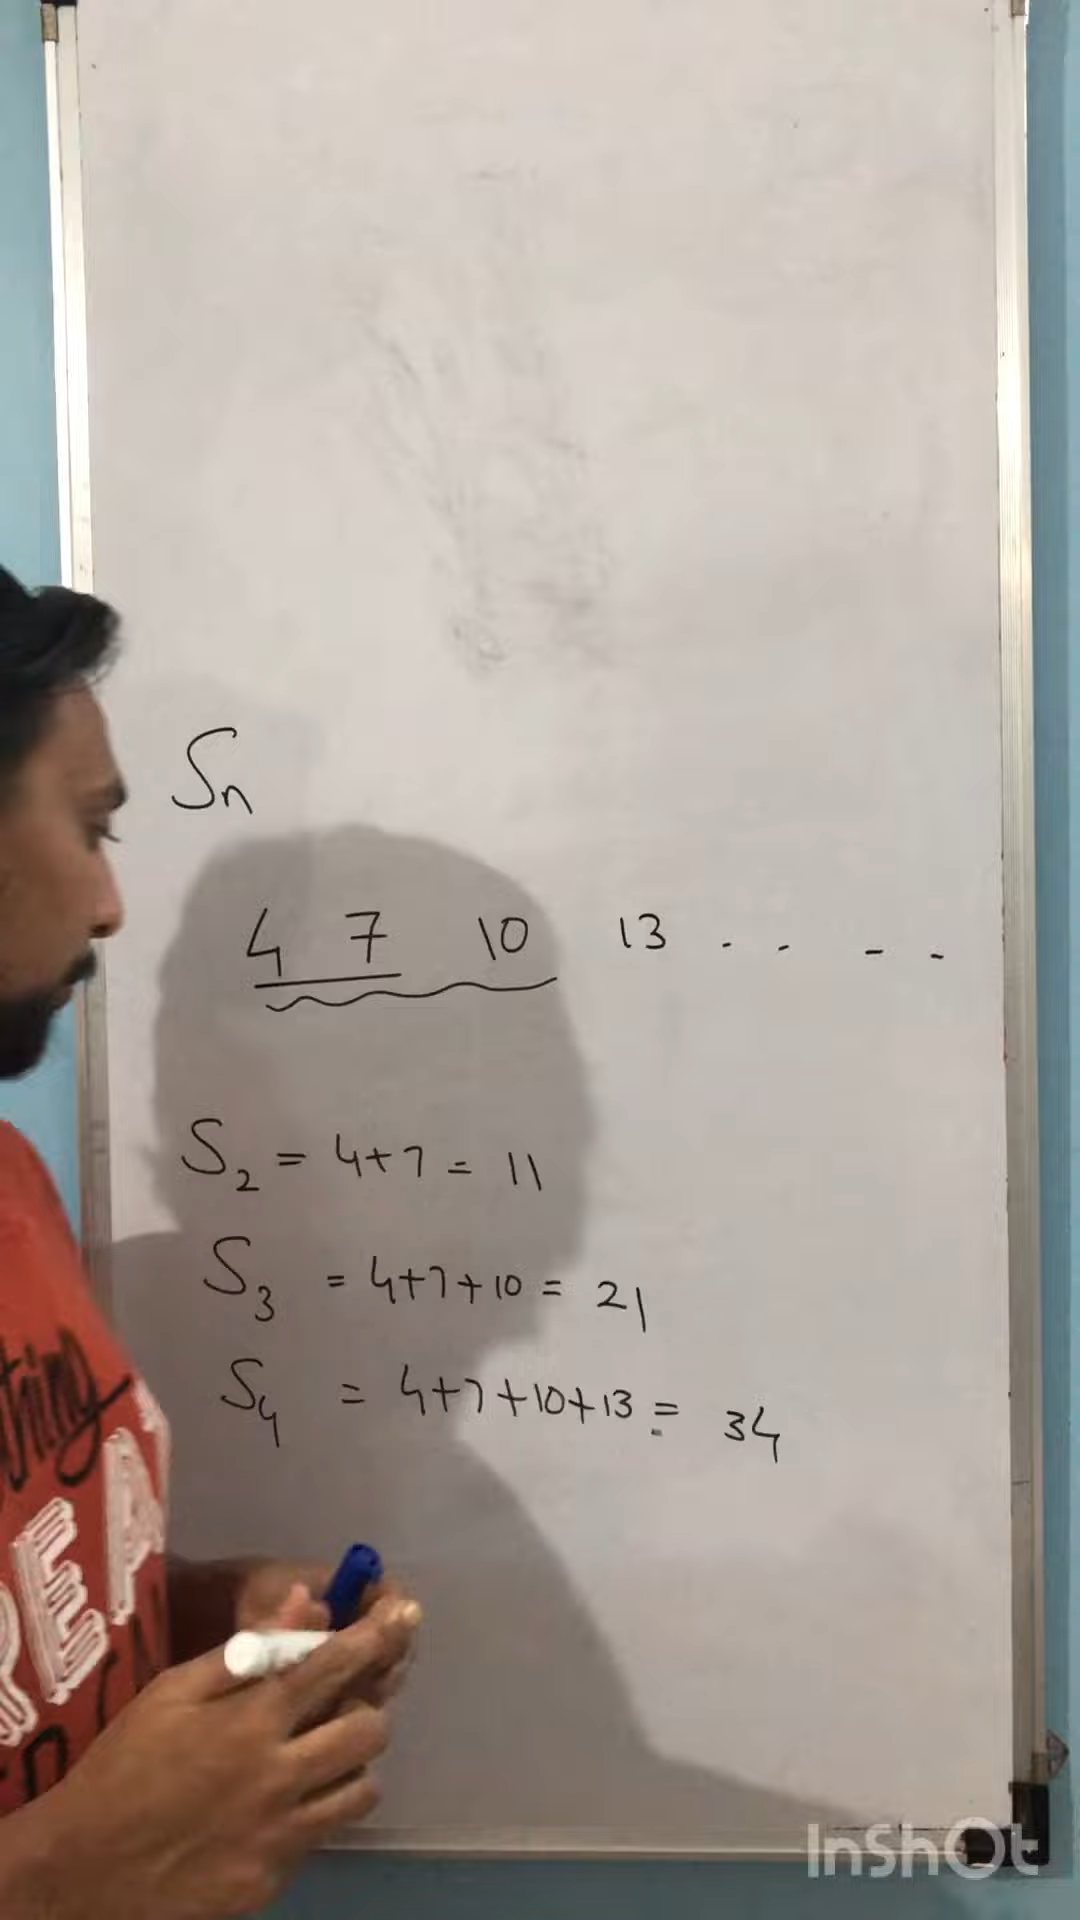 Sn
4 7 10 13 . . - -
S2 = 4+7 = 11
S3 = 4+7+10 = 21
S4 = 4+7+10+13 = 34
InShOt